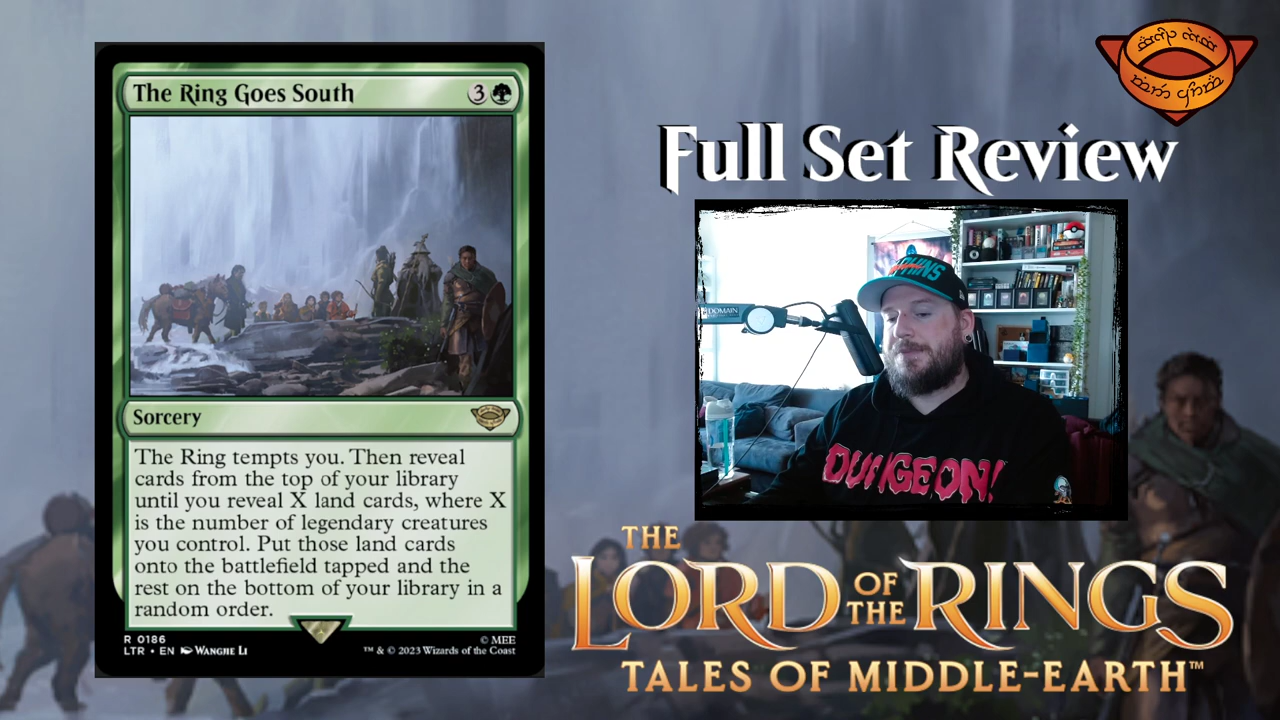 The Ring Goes South
3
Sorcery
The Ring tempts you. Then reveal
cards from the top of your library
until you reveal X land cards, where X
is the number of legendary creatures
you control. Put those land cards
onto the battlefield tapped and the
rest on the bottom of your library in a
random order.
R 0186
LTR • EN WANGJIE LI
© MEE
™ & © 2023 Wizards of the Coast
Full Set Review
DOMAIN
DUNGEON!
THE
LORD OF THE RINGS
TALES OF MIDDLE-EARTH™